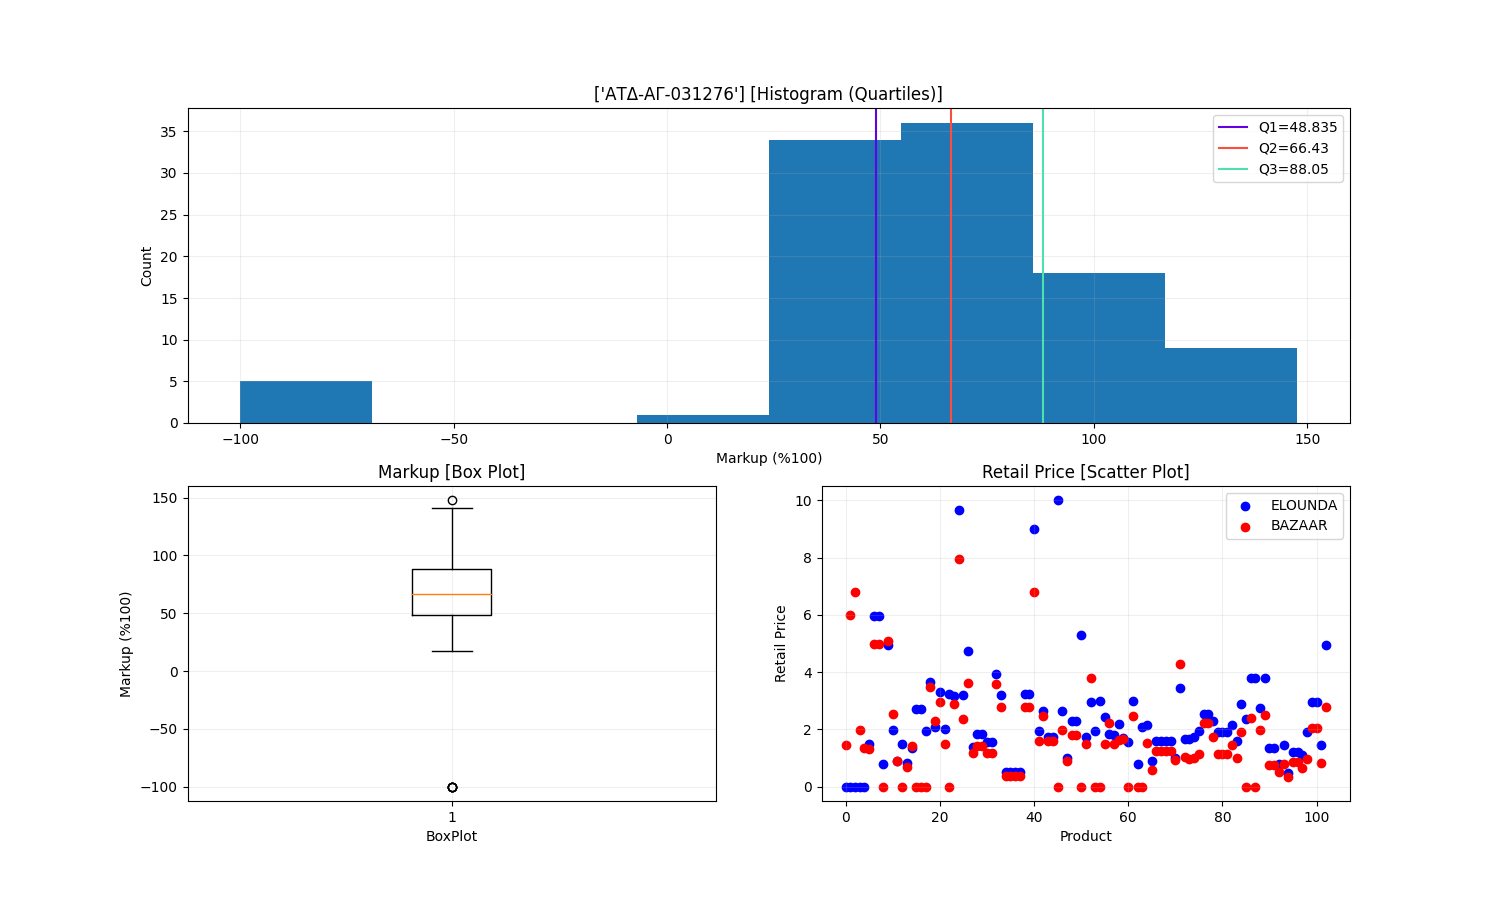 ['ΑΤΔ-ΑΓ-031276'] [Histogram (Quartiles)]
Count
35
30
25
20
15
10
5
0
−100
−50
0
50
100
150
Markup (%100)
Q1=48.835
Q2=66.43
Q3=88.05
Markup [Box Plot]
Markup (%100)
150
100
50
0
−50
−100
1
BoxPlot
Retail Price [Scatter Plot]
Retail Price
10
8
6
4
2
0
0
20
40
60
80
100
Product
ELOUNDA
BAZAAR